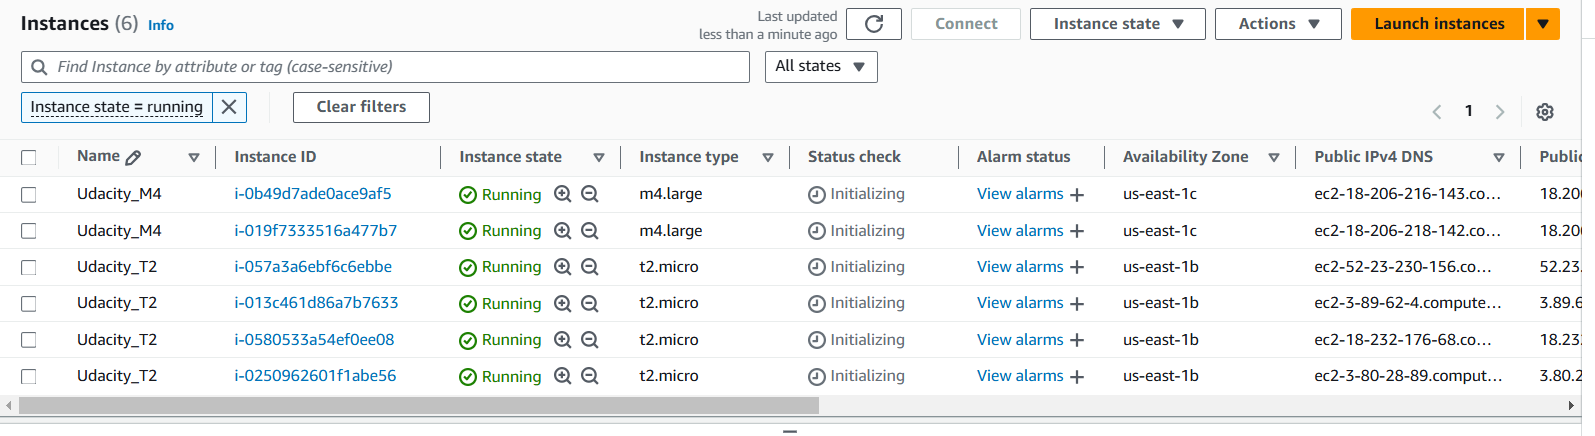 Instances (6) Info
Last updated
less than a minute ago
Connect
Instance state
Actions
Launch instances
Find Instance by attribute or tag (case-sensitive)
All states
Instance state = running
Clear filters
1
Name Instance ID Instance state Instance type Status check Alarm status Availability Zone Public IPv4 DNS Public
Udacity_M4 i-0b49d7ade0ace9af5 Running m4.large Initializing View alarms + us-east-1c ec2-18-206-216-143.co... 18.206
Udacity_M4 i-019f7333516a477b7 Running m4.large Initializing View alarms + us-east-1c ec2-18-206-218-142.co... 18.206
Udacity_T2 i-057a3a6ebf6c6ebbe Running t2.micro Initializing View alarms + us-east-1b ec2-52-23-230-156.co... 52.23.
Udacity_T2 i-013c461d86a7b7633 Running t2.micro Initializing View alarms + us-east-1b ec2-3-89-62-4.compute... 3.89.6
Udacity_T2 i-0580533a54ef0ee08 Running t2.micro Initializing View alarms + us-east-1b ec2-18-232-176-68.co... 18.232
Udacity_T2 i-0250962601f1abe56 Running t2.micro Initializing View alarms + us-east-1b ec2-3-80-28-89.comput... 3.80.2